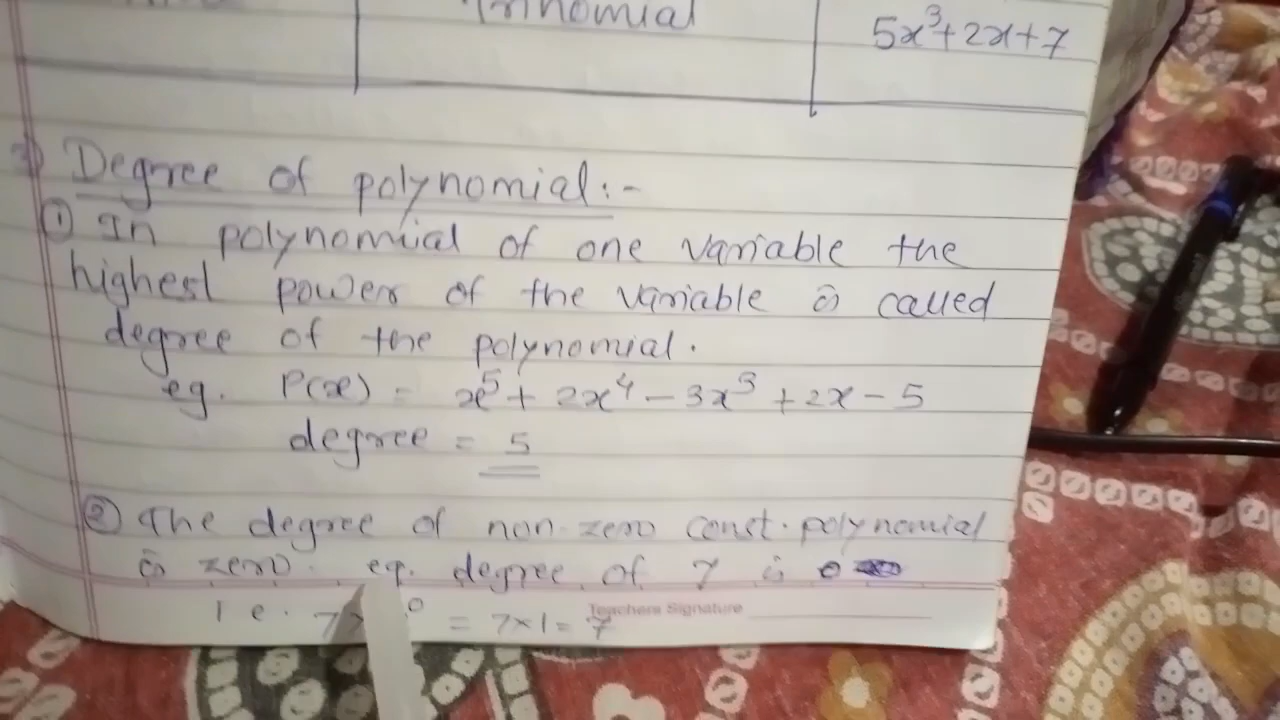 Trinomial 5x³+2x+7
3) Degree of polynomial:-
① In polynomial of one variable the
highest power of the variable is called
degree of the polynomial.
eg. P(x) = x⁵ + 2x⁴ - 3x³ + 2x - 5
degree = 5
② The degree of non-zero const. polynomial
is zero. eg. degree of 7 is 0
i.e. 7x⁰ = 7×1 = 7
Teachers Signature